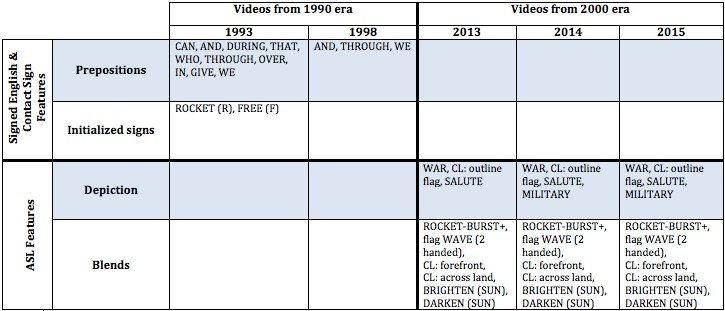 Videos from 1990 era
Videos from 2000 era
1993
1998
2013
2014
2015
Signed English &
Contact Sign
Features
Prepositions
CAN, AND, DURING, THAT,
WHO, THROUGH, OVER,
IN, GIVE, WE
AND, THROUGH, WE
Initialized signs
ROCKET (R), FREE (F)
ASL Features
Depiction
WAR, CL: outline
flag, SALUTE
WAR, CL: outline
flag, SALUTE,
MILITARY
WAR, CL: outline
flag, SALUTE,
MILITARY
Blends
ROCKET-BURST+,
flag WAVE (2
handed),
CL: forefront,
CL: across land,
BRIGHTEN (SUN),
DARKEN (SUN)
ROCKET-BURST+,
flag WAVE (2
handed),
CL: forefront,
CL: across land,
BRIGHTEN (SUN),
DARKEN (SUN)
ROCKET-BURST+,
flag WAVE (2
handed),
CL: forefront,
CL: across land,
BRIGHTEN (SUN),
DARKEN (SUN)